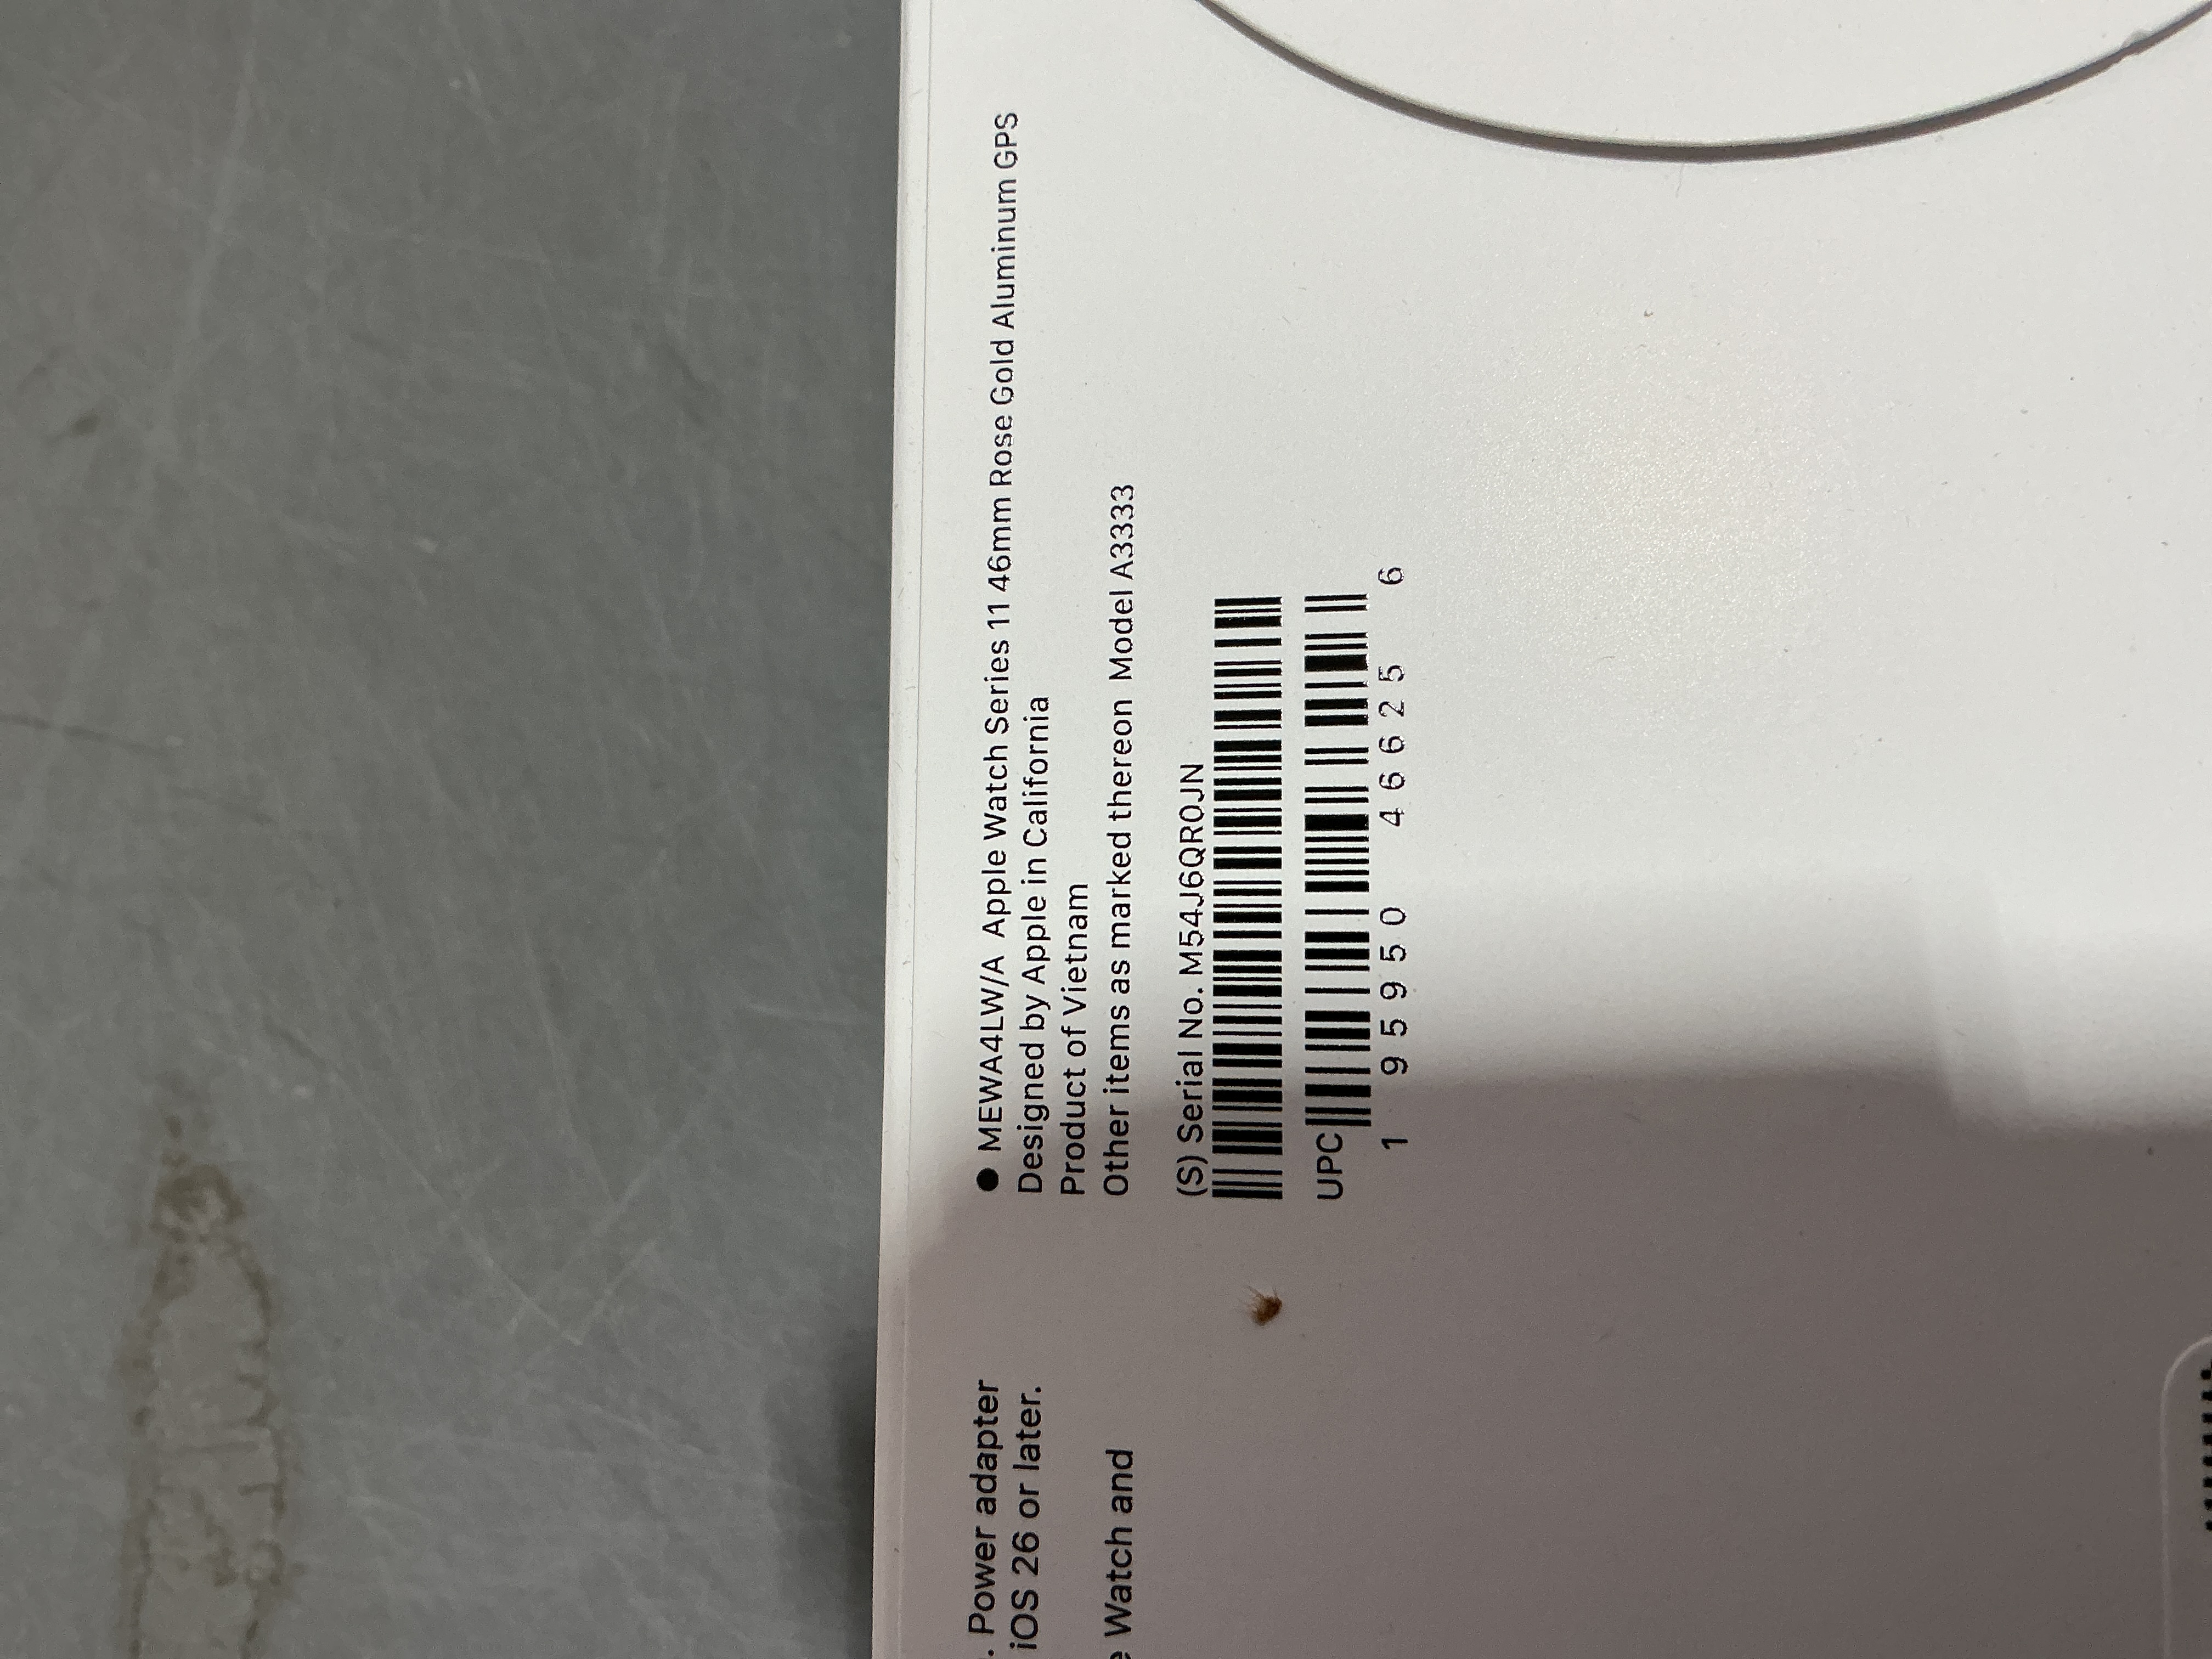 . Power adapter
iOS 26 or later.
Watch and
● MEWA4LW/A Apple Watch Series 11 46mm Rose Gold Aluminum GPS
Designed by Apple in California
Product of Vietnam
Other items as marked thereon Model A3333
(S) Serial No. M54J6QR0JN
UPC
1 95950 46625 6